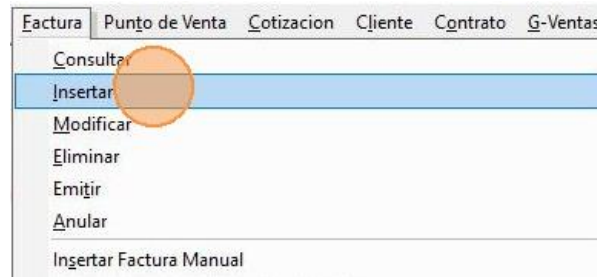 Factura Punto de Venta Cotizacion Cliente Contrato G-Ventas
Consultar
Insertar
Modificar
Eliminar
Emitir
Anular
Insertar Factura Manual